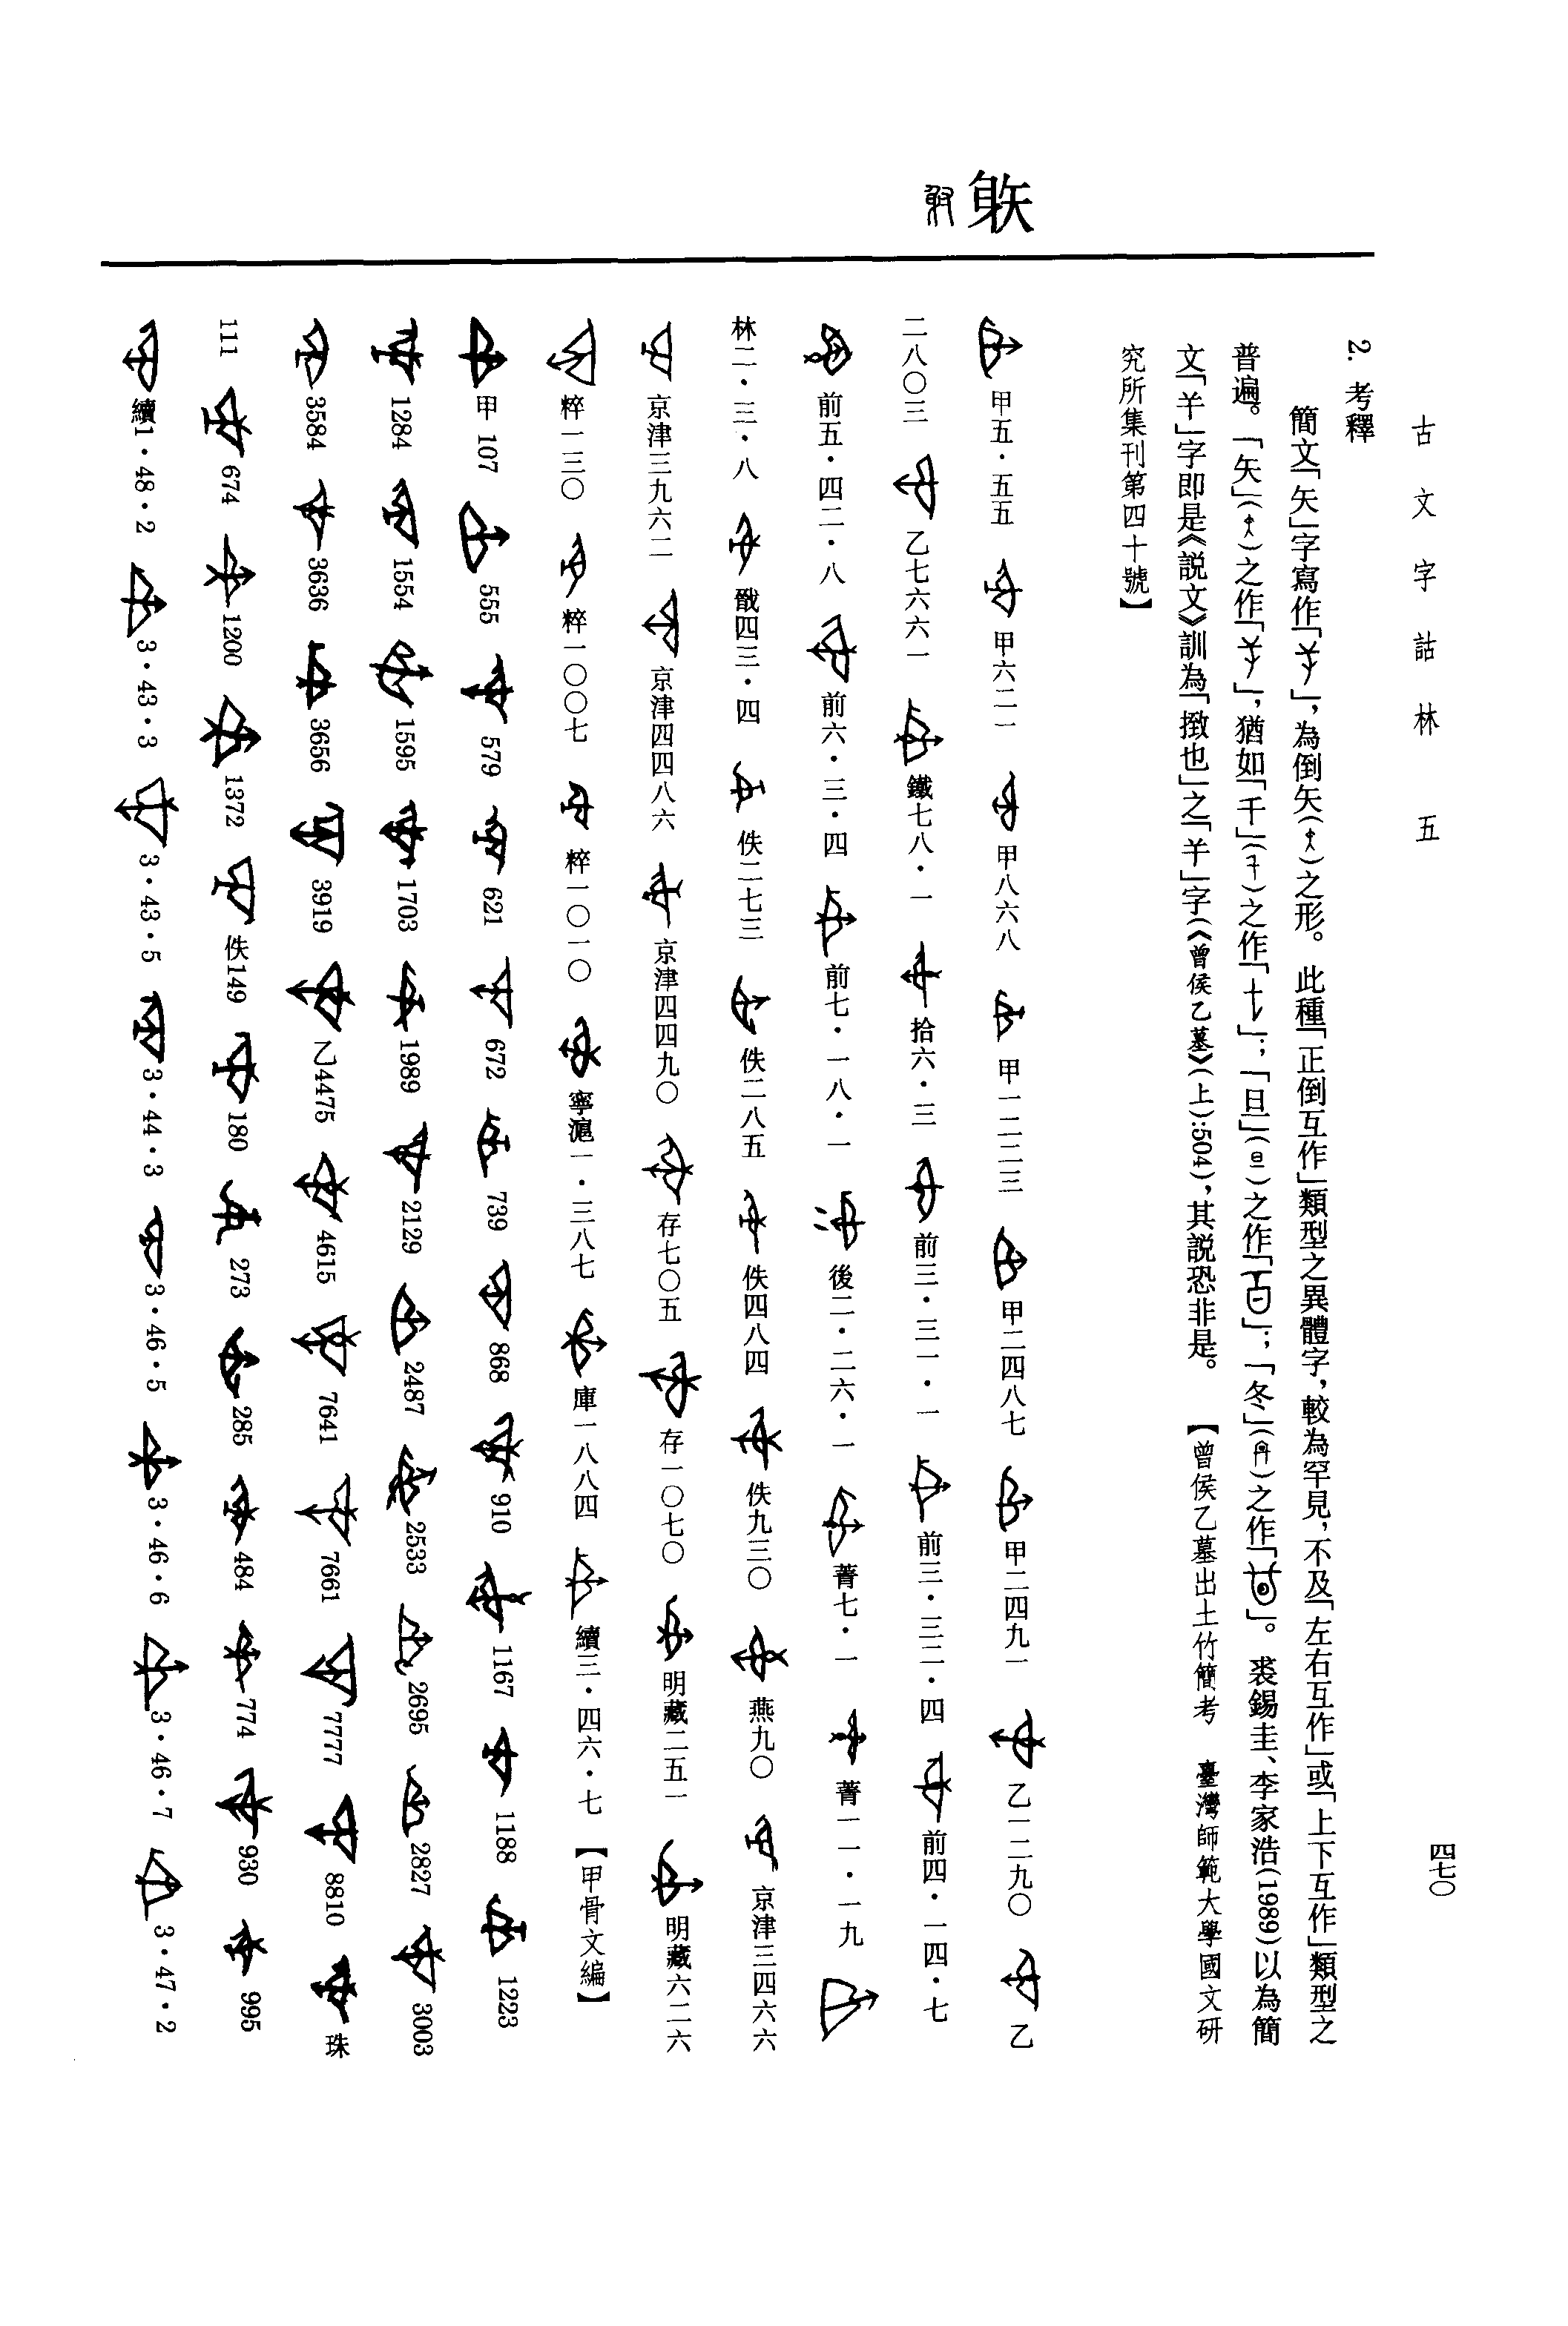 古文字詁林　五
四七〇
2. 考釋
簡文「矢」字寫作「」，為倒矢（）之形。此種「正倒互作」類型之異體字，較為罕見，不及「左右互作」或「上下互作」類型之
普遍。「矢」（）之作「」，猶如「千」（）之作「」；「旦」（）之作「」；「冬」（）之作「」。裘錫圭、李家浩（1989）以為簡
文「𢆉」字即是《説文》訓為「撴也」之「𢆉」字（《曾侯乙墓》（上）：504），其説恐非是。　【曾侯乙墓出土竹簡考　臺灣師範大學國文研
究所集刊第四十號】
䠶
甲五・五五　甲六二一　甲八六八　甲一二二三　甲二四八七　甲二四九一　乙一二九〇　乙
二八〇三　乙七六六一　鐵七八・一　拾六・三　前三・三一・一　前三・三二・四　前四・一四・七
前五・四二・八　前六・三・四　前七・一八・一　後二・二六・一　菁七・一　菁一一・一九
林二・三・八　戩四三・四　佚二七三　佚二八五　佚四八四　佚九三〇　燕九〇　京津三四六六
京津三九六二　京津四四八六　京津四四九〇　存七〇五　存一〇七〇　明藏二五一　明藏六二六
粹一三〇　粹一〇〇七　粹一〇一〇　寧滬一・三八七　庫一八八四　續三・四六・七　【甲骨文編】
甲107　555　579　621　672　739　868　910　1167　1188　1223
1284　1554　1595　1703　1989　2129　2487　2533　2695　2827　3003
3584　3636　3656　3919　乙4475　4615　7641　7661　7777　8810　珠
111　674　1200　1372　佚149　180　273　285　484　774　930　995
續1・48・2　3・43・3　3・43・5　3・44・3　3・46・5　3・46・6　3・46・7　3・47・2